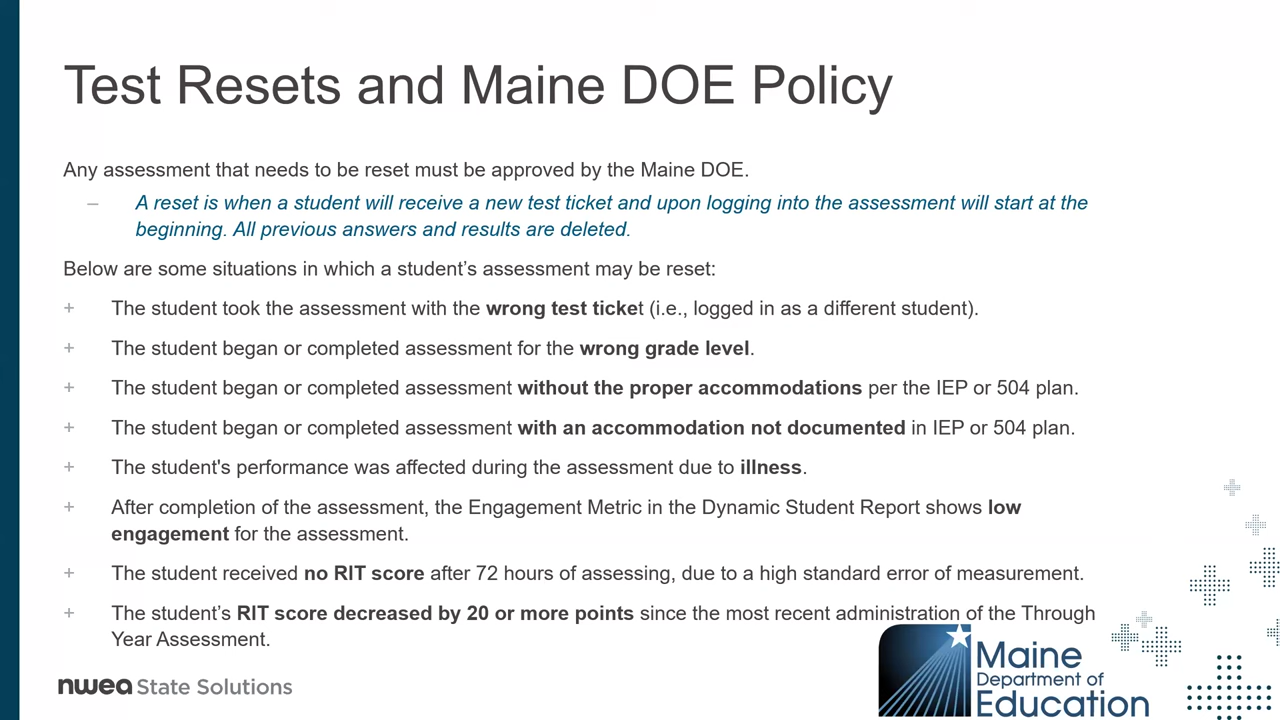 Test Resets and Maine DOE Policy
Any assessment that needs to be reset must be approved by the Maine DOE.
– A reset is when a student will receive a new test ticket and upon logging into the assessment will start at the
beginning. All previous answers and results are deleted.
Below are some situations in which a student’s assessment may be reset:
+ The student took the assessment with the wrong test ticket (i.e., logged in as a different student).
+ The student began or completed assessment for the wrong grade level.
+ The student began or completed assessment without the proper accommodations per the IEP or 504 plan.
+ The student began or completed assessment with an accommodation not documented in IEP or 504 plan.
+ The student's performance was affected during the assessment due to illness.
+ After completion of the assessment, the Engagement Metric in the Dynamic Student Report shows low
engagement for the assessment.
+ The student received no RIT score after 72 hours of assessing, due to a high standard error of measurement.
+ The student’s RIT score decreased by 20 or more points since the most recent administration of the Through
Year Assessment.
nwea State Solutions
Maine
Department of
Education